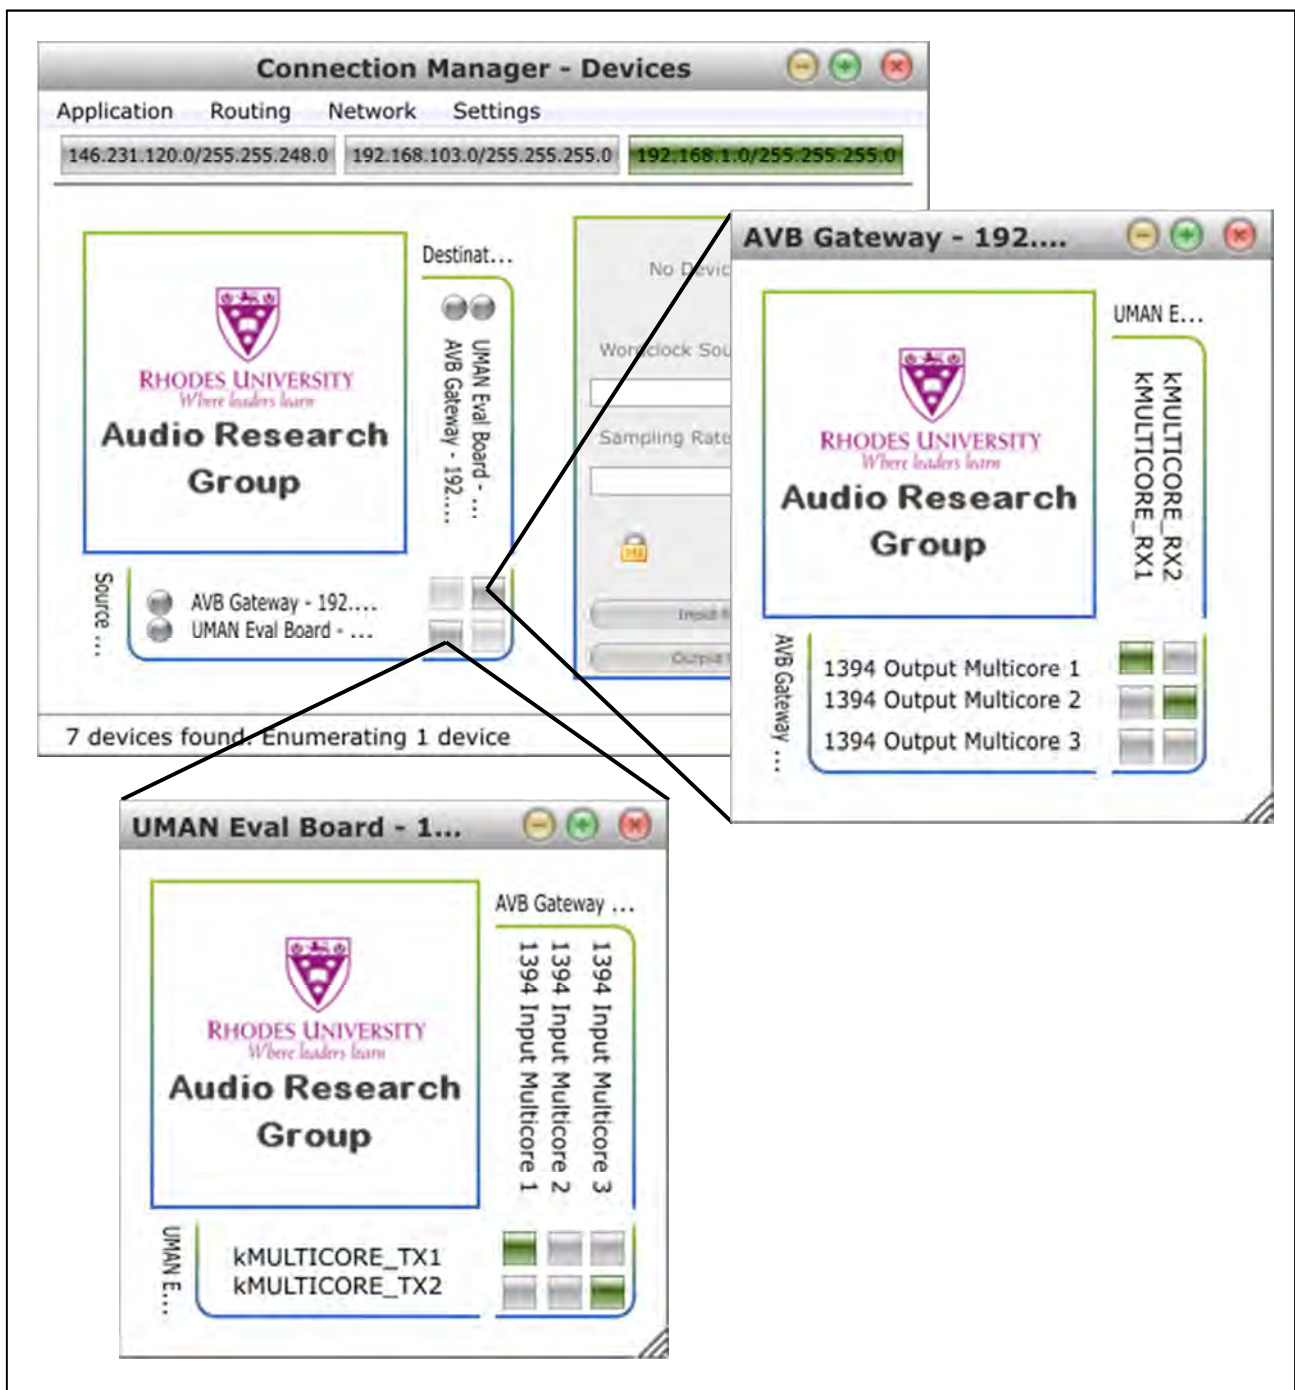 Connection Manager - Devices
Application Routing Network Settings
146.231.120.0/255.255.248.0 192.168.103.0/255.255.255.0 192.168.1.0/255.255.255.0
RHODES UNIVERSITY
Where leaders learn
Audio Research
Group
Destinat...
UMAN Eval Board - ...
AVB Gateway - 192....
Source ...
AVB Gateway - 192....
UMAN Eval Board - ...
No Devic
Wordclock Sou
Sampling Rate
Input
Output
7 devices found. Enumerating 1 device
AVB Gateway - 192....
RHODES UNIVERSITY
Where leaders learn
Audio Research
Group
UMAN E...
kMULTICORE_RX2
kMULTICORE_RX1
AVB Gateway ...
1394 Output Multicore 1
1394 Output Multicore 2
1394 Output Multicore 3
UMAN Eval Board - 1...
RHODES UNIVERSITY
Where leaders learn
Audio Research
Group
AVB Gateway ...
1394 Input Multicore 1
1394 Input Multicore 2
1394 Input Multicore 3
UMAN E...
kMULTICORE_TX1
kMULTICORE_TX2